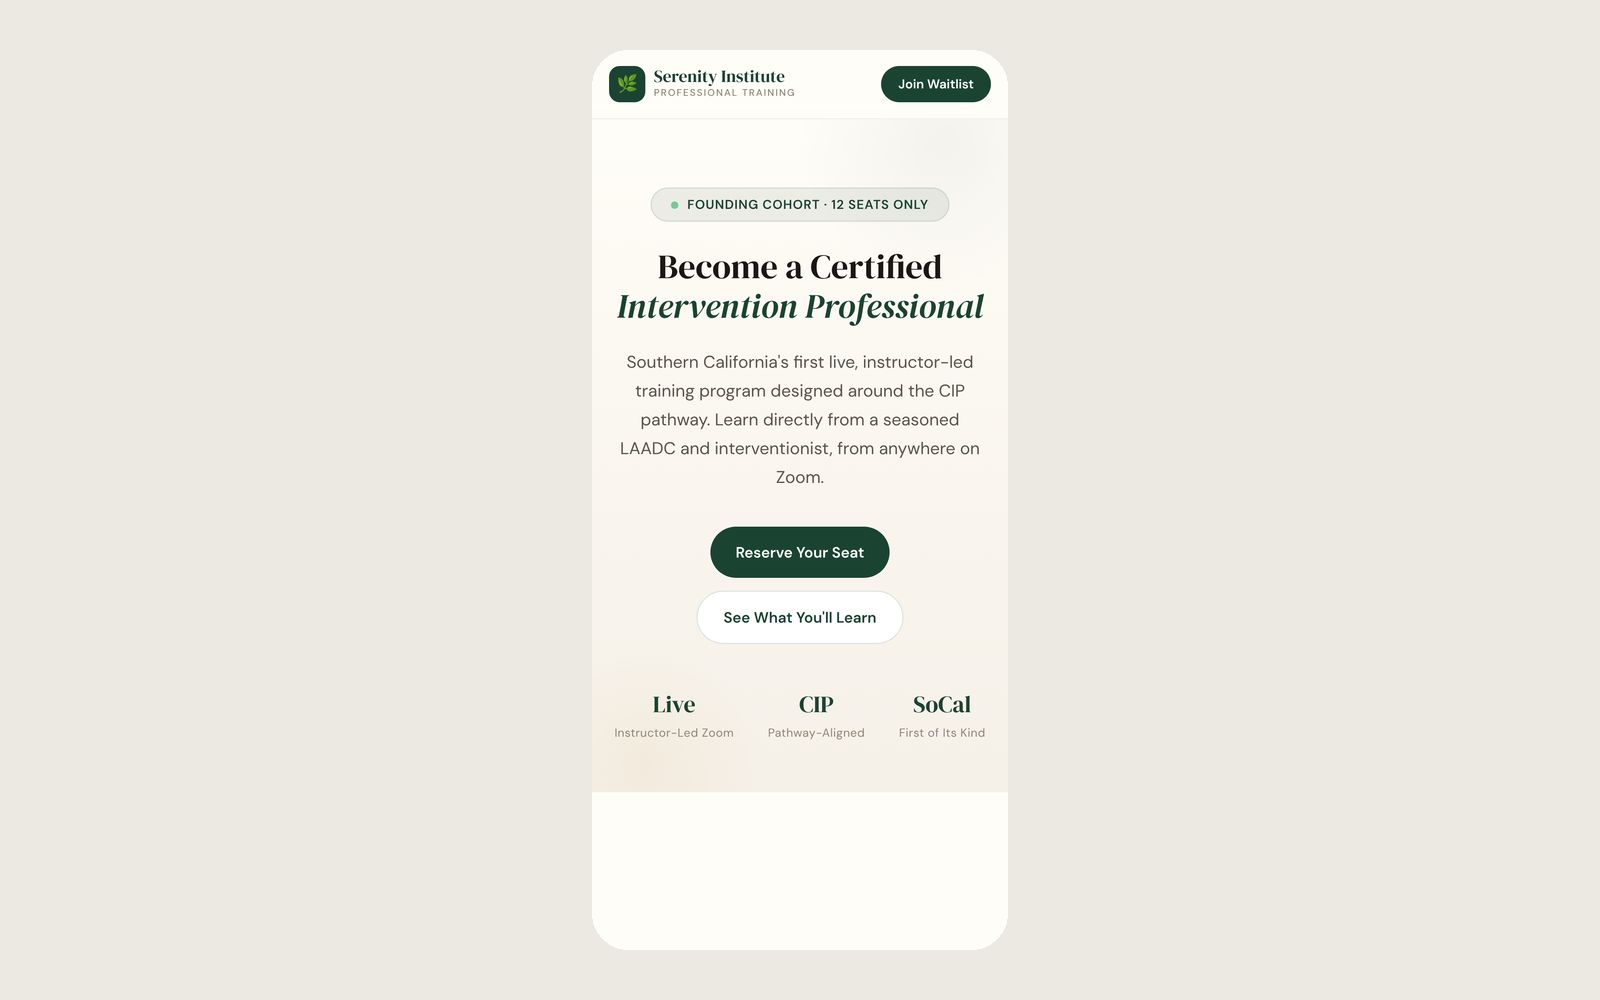 Serenity Institute
PROFESSIONAL TRAINING
Join Waitlist
FOUNDING COHORT · 12 SEATS ONLY
Become a Certified
Intervention Professional
Southern California's first live, instructor-led
training program designed around the CIP
pathway. Learn directly from a seasoned
LAADC and interventionist, from anywhere on
Zoom.
Reserve Your Seat
See What You'll Learn
Live
Instructor-Led Zoom
CIP
Pathway-Aligned
SoCal
First of Its Kind